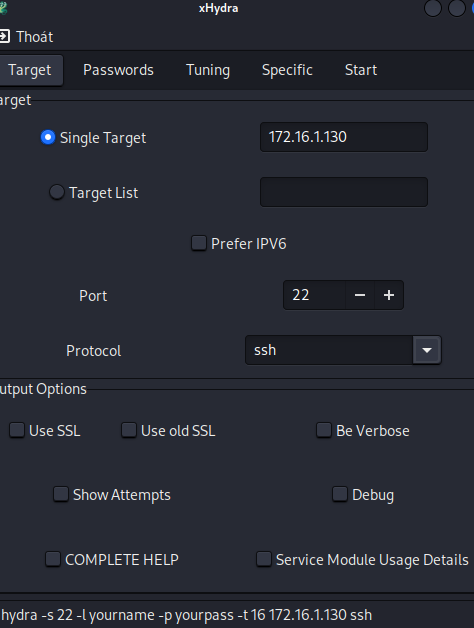 xHydra
Thoát
Target Passwords Tuning Specific Start
arget
Single Target 172.16.1.130
Target List
Prefer IPV6
Port 22
Protocol ssh
utput Options
Use SSL Use old SSL Be Verbose
Show Attempts Debug
COMPLETE HELP Service Module Usage Details
hydra -s 22 -l yourname -p yourpass -t 16 172.16.1.130 ssh